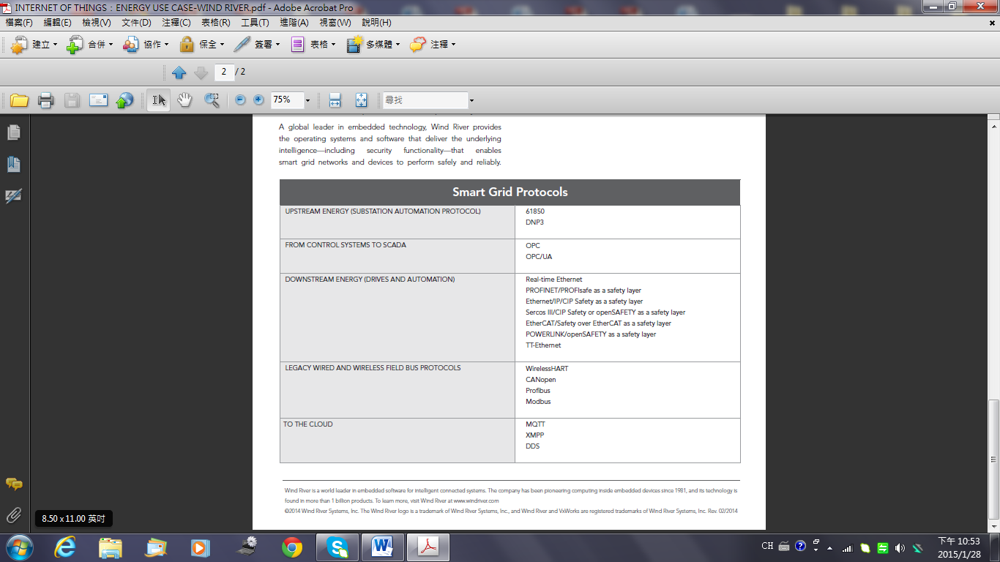 INTERNET OF THINGS：ENERGY USE CASE-WIND RIVER.pdf - Adobe Acrobat Pro
檔案(F) 編輯(E) 檢視(V) 文件(D) 注釋(C) 表格(R) 工具(T) 進階(A) 視窗(W) 說明(H)
建立 合併 協作 保全 簽署 表格 多媒體 注釋
2 / 2
75% 尋找
A global leader in embedded technology, Wind River provides
the operating systems and software that deliver the underlying
intelligence—including security functionality—that enables
smart grid networks and devices to perform safely and reliably.
Smart Grid Protocols
UPSTREAM ENERGY (SUBSTATION AUTOMATION PROTOCOL)
61850
DNP3
FROM CONTROL SYSTEMS TO SCADA
OPC
OPC/UA
DOWNSTREAM ENERGY (DRIVES AND AUTOMATION)
Real-time Ethernet
PROFINET/PROFIsafe as a safety layer
Ethernet/IP/CIP Safety as a safety layer
Sercos III/CIP Safety or openSAFETY as a safety layer
EtherCAT/Safety over EtherCAT as a safety layer
POWERLINK/openSAFETY as a safety layer
TT-Ethernet
LEGACY WIRED AND WIRELESS FIELD BUS PROTOCOLS
WirelessHART
CANopen
Profibus
Modbus
TO THE CLOUD
MQTT
XMPP
DDS
Wind River is a world leader in embedded software for intelligent connected systems. The company has been pioneering computing inside embedded devices since 1981, and its technology is
found in more than 1 billion products. To learn more, visit Wind River at www.windriver.com
©2014 Wind River Systems, Inc. The Wind River logo is a trademark of Wind River Systems, Inc., and Wind River and VxWorks are registered trademarks of Wind River Systems, Inc. Rev. 02/2014
8.50 x 11.00 英吋
CH
下午 10:53
2015/1/28